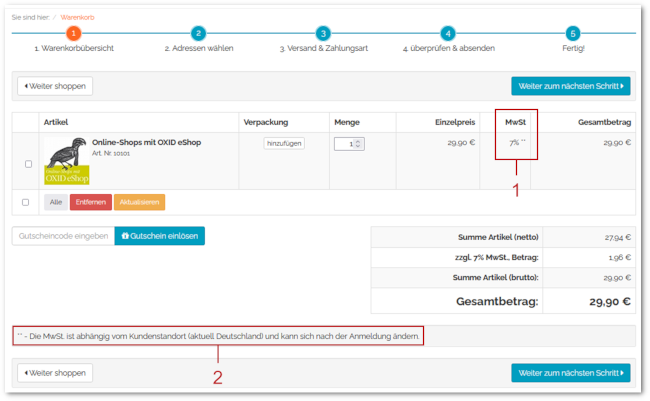 Sie sind hier: / Warenkorb
1 2 3 4 5
1. Warenkorbübersicht 2. Adressen wählen 3. Versand & Zahlungsart 4. überprüfen & absenden Fertig!
Weiter shoppen Weiter zum nächsten Schritt
Artikel Verpackung Menge Einzelpreis MwSt Gesamtbetrag
Online-Shops mit OXID eShop hinzufügen 1 29,90 € 7% ** 29,90 €
Art. Nr. 10101
OXID eShop
1
Alle Entfernen Aktualisieren
Gutscheincode eingeben Gutschein einlösen
Summe Artikel (netto) 27,94 €
zzgl. 7% MwSt., Betrag: 1,96 €
Summe Artikel (brutto): 29,90 €
Gesamtbetrag: 29,90 €
** - Die MwSt. ist abhängig vom Kundenstandort (aktuell Deutschland) und kann sich nach der Anmeldung ändern.
2
Weiter shoppen Weiter zum nächsten Schritt